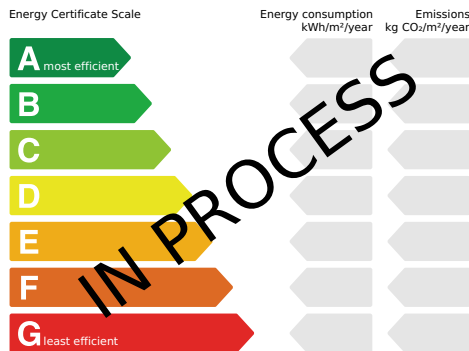 Energy Certificate Scale
Energy consumption
kWh/m²/year
Emissions
kg CO₂/m²/year
A most efficient
B
C
D
E
F
G least efficient
IN PROCESS